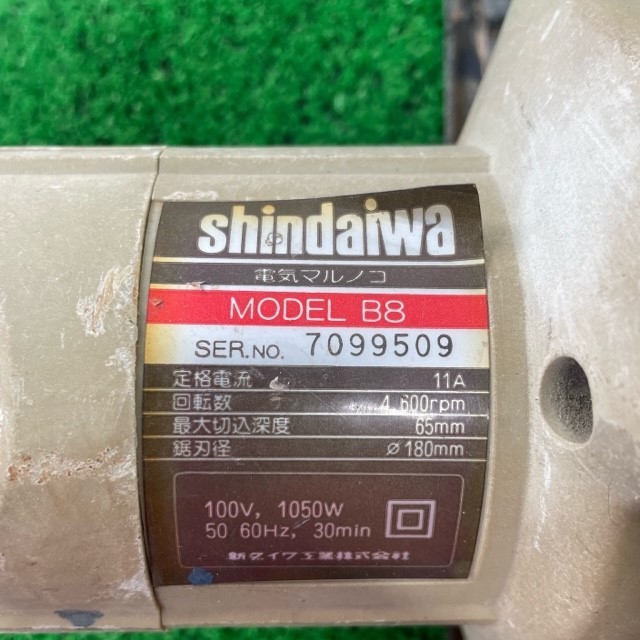 shindaiwa
電気マルノコ
MODEL B8
SER.NO. 7099509
定格電流 11A
回転数 4,600rpm
最大切込深度 65mm
鋸刃径 ⌀180mm
100V, 1050W
50 60Hz, 30min
新ダイワ工業株式会社